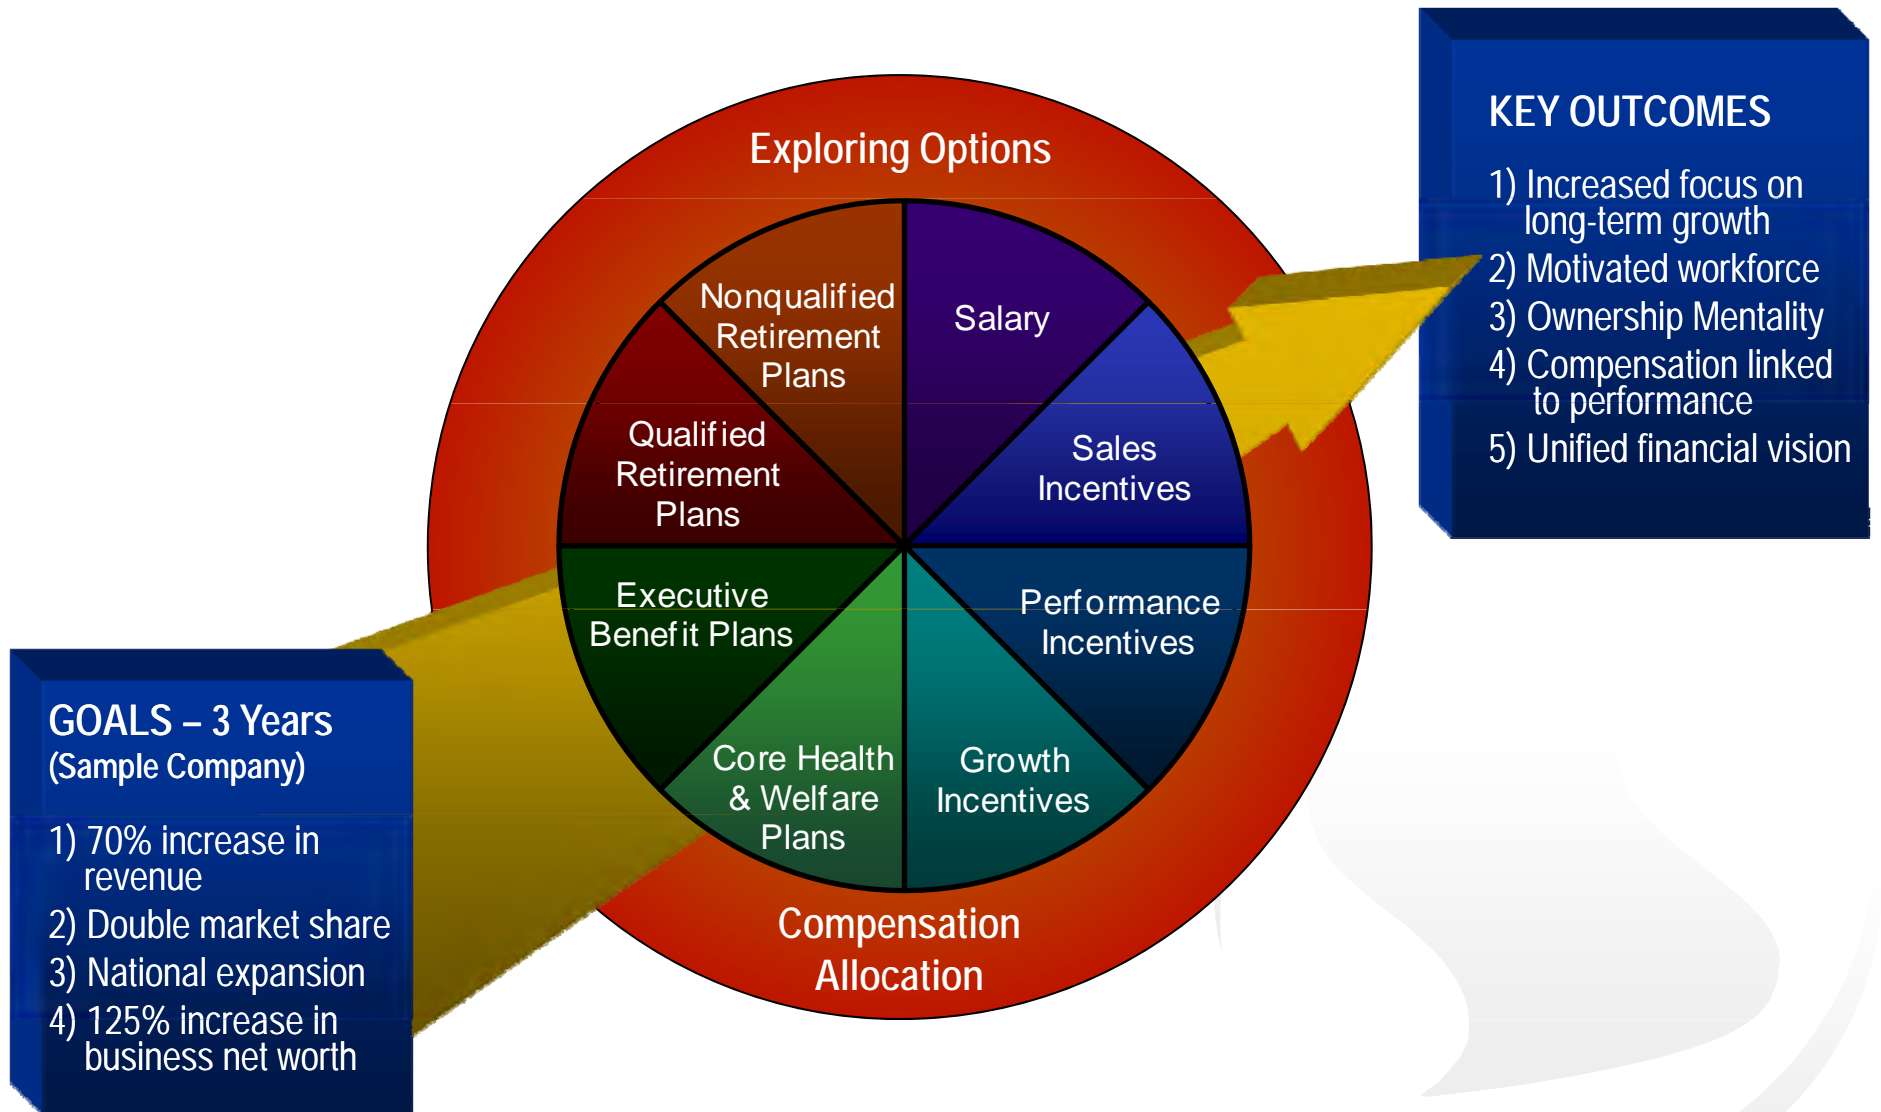 Exploring Options
Nonqualified
Retirement
Plans
Salary
Qualified
Retirement
Plans
Sales
Incentives
Executive
Benefit Plans
Performance
Incentives
Core Health
& Welfare
Plans
Growth
Incentives
Compensation
Allocation
GOALS – 3 Years
(Sample Company)
1) 70% increase in
revenue
2) Double market share
3) National expansion
4) 125% increase in
business net worth
KEY OUTCOMES
1) Increased focus on
long-term growth
2) Motivated workforce
3) Ownership Mentality
4) Compensation linked
to performance
5) Unified financial vision